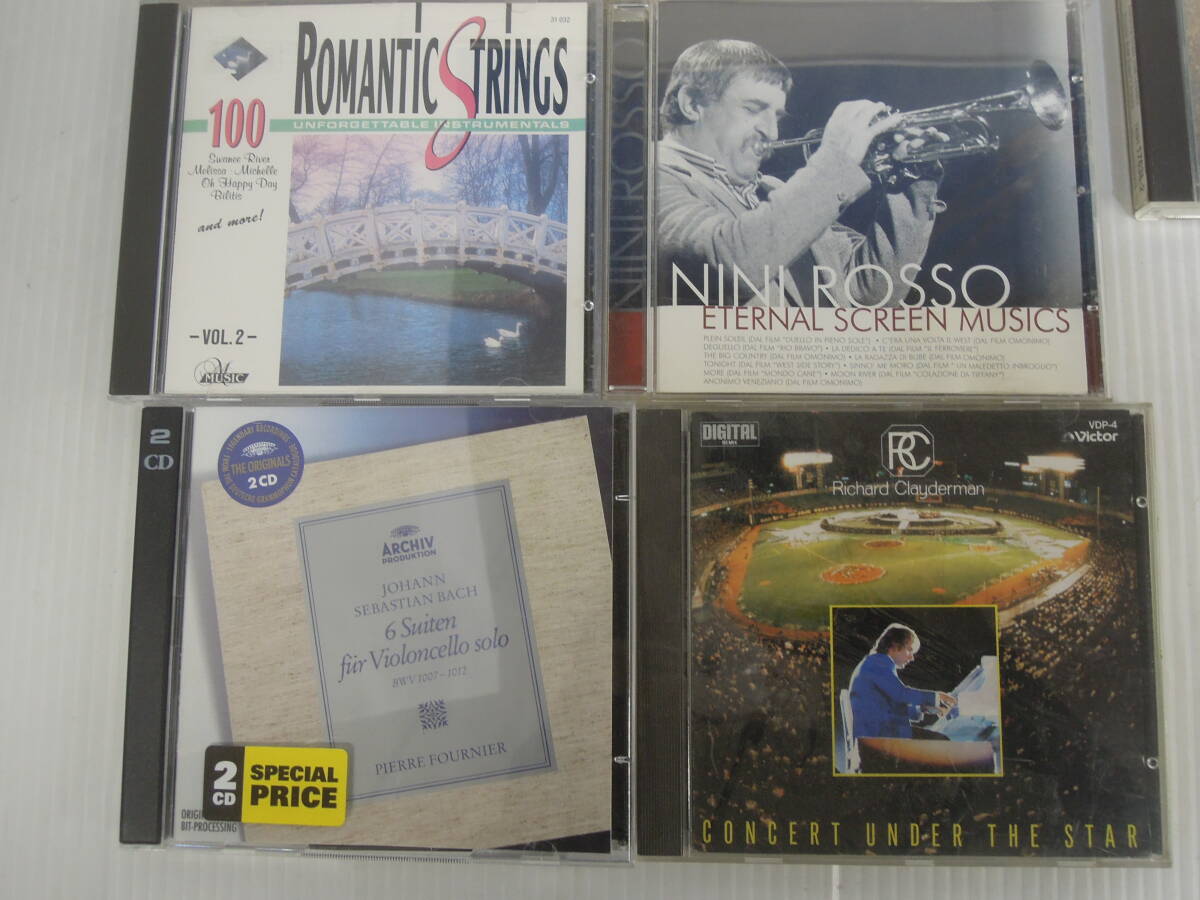 31 032
ROMANTIC STRINGS
UNFORGETTABLE INSTRUMENTALS
100
Swanee River
Melissa · Michelle
Oh Happy Day
Bilitis
and more!
- VOL. 2 -
MUSIC
NINI ROSSO
NINI ROSSO
ETERNAL SCREEN MUSICS
PLEIN SOLEIL (DAL FILM "DUELLO IN PIENO SOLE") • C'ERA UNA VOLTA IL WEST (DAL FILM OMONIMO)
DEGUELLO (DAL FILM "RIO BRAVO") • LA DEDICO A TE (DAL FILM "IL FERROVIERE")
THE BIG COUNTRY (DAL FILM OMONIMO) • LA RAGAZZA DI BUBE (DAL FILM OMONIMO)
TONIGHT (DAL FILM "WEST SIDE STORY") • SINNO' ME MORO (DAL FILM "UN MALEDETTO INBROGLIO")
MORE (DAL FILM "MONDO CANE") • MOON RIVER (DAL FILM "COLAZIONE DA TIFFANY")
ANONIMO VENEZIANO (DAL FILM OMONIMO)
2
CD
THE ORIGINALS
2 CD
LEGENDARY RECORDINGS
ARCHIV
PRODUKTION
JOHANN
SEBASTIAN BACH
6 Suiten
für Violoncello solo
BWV 1007 – 1012
PIERRE FOURNIER
2
CD
SPECIAL
PRICE
BIT-PROCESSING
DIGITAL
VDP-4
Victor
RC
Richard Clayderman
CONCERT UNDER THE STAR